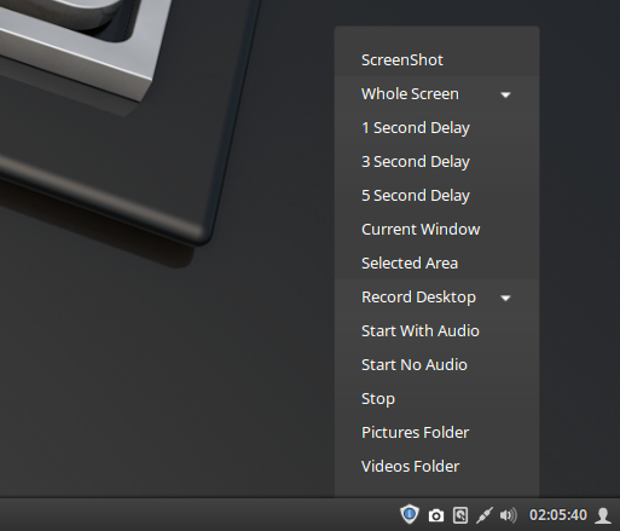 ScreenShot
Whole Screen
1 Second Delay
3 Second Delay
5 Second Delay
Current Window
Selected Area
Record Desktop
Start With Audio
Start No Audio
Stop
Pictures Folder
Videos Folder
02:05:40